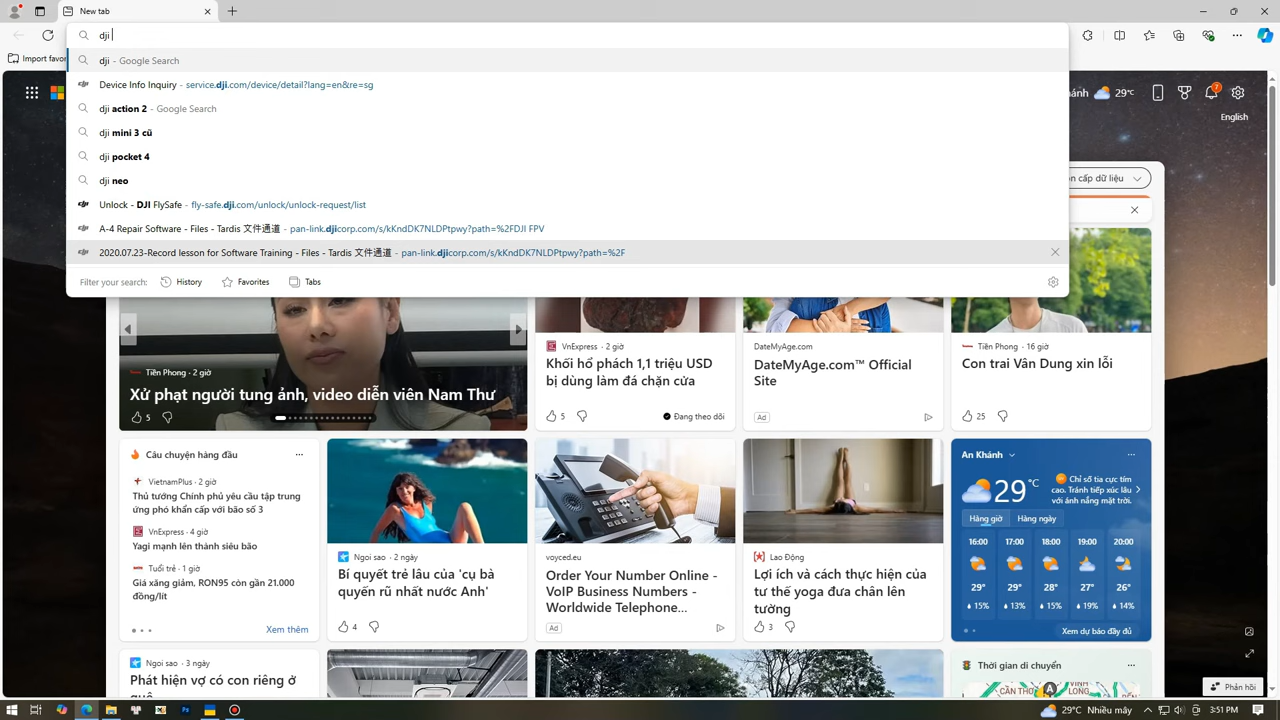 New tab
dji
Import favor
dji - Google Search
Device Info Inquiry - service.dji.com/device/detail?lang=en&re=sg
dji action 2 - Google Search
dji mini 3 cũ
dji pocket 4
dji neo
Unlock - DJI FlySafe - fly-safe.dji.com/unlock/unlock-request/list
A-4 Repair Software - Files - Tardis 文件通道 - pan-link.djicorp.com/s/kKndDK7NLDPtpwy?path=%2FDJI FPV
2020.07.23-Record lesson for Software Training - Files - Tardis 文件通道 - pan-link.djicorp.com/s/kKndDK7NLDPtpwy?path=%2F
Filter your search: History Favorites Tabs
ánh 29°C 7
English
ôn cấp dữ liệu
Tiền Phong · 2 giờ
Xử phạt người tung ảnh, video diễn viên Nam Thư
5
VnExpress · 2 giờ
Khối hổ phách 1,1 triệu USD
bị dùng làm đá chặn cửa
5 Đang theo dõi
DateMyAge.com
DateMyAge.com™ Official
Site
Ad
Tiền Phong · 16 giờ
Con trai Vân Dung xin lỗi
25
Câu chuyện hàng đầu
VietnamPlus · 2 giờ
Thủ tướng Chính phủ yêu cầu tập trung
ứng phó khẩn cấp với bão số 3
VnExpress · 4 giờ
Yagi mạnh lên thành siêu bão
Tuổi trẻ · 1 giờ
Giá xăng giảm, RON95 còn gần 21.000
đồng/lít
Xem thêm
Ngoi sao · 2 ngày
Bí quyết trẻ lâu của 'cụ bà
quyến rũ nhất nước Anh'
4
voyced.eu
Order Your Number Online -
VoIP Business Numbers -
Worldwide Telephone...
Ad
Lao Động
Lợi ích và cách thực hiện của
tư thế yoga đưa chân lên
tường
3
An Khánh
29°C
Chỉ số tia cực tím
cao. Tránh tiếp xúc lâu
với ánh nắng mặt trời.
Hàng giờ Hàng ngày
16:00 17:00 18:00 19:00 20:00
29° 29° 28° 27° 26°
15% 13% 15% 19% 14%
Xem dự báo đầy đủ
Ngoi sao · 3 ngày
Phát hiện vợ có con riêng ở
quê
Thời gian di chuyển
CẦN THƠ
VĨNH
LONG
Phản hồi
29°C Nhiều mây 3:51 PM